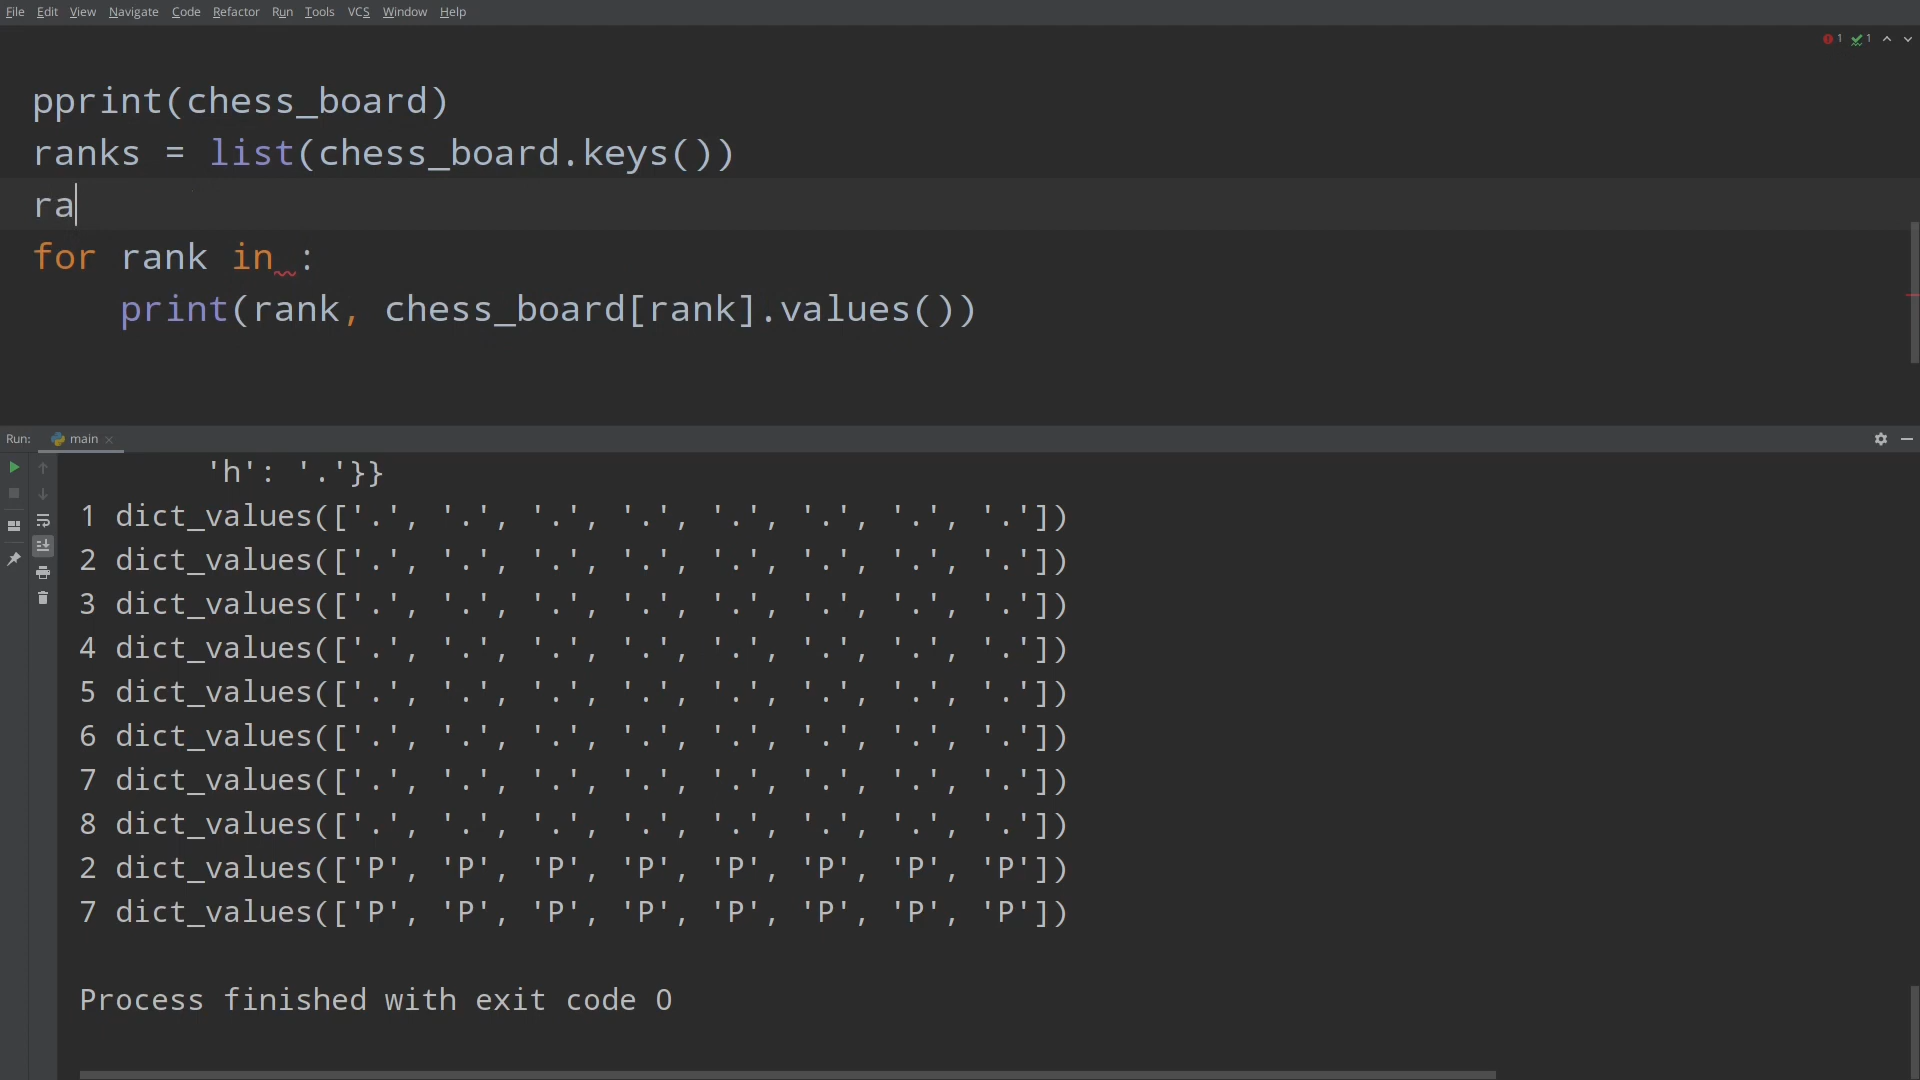 File Edit View Navigate Code Refactor Run Tools VCS Window Help
1 1
pprint(chess_board)
ranks = list(chess_board.keys())
ra
for rank in :
    print(rank, chess_board[rank].values())
Run: main
'h': '.'}}
1 dict_values(['.', '.', '.', '.', '.', '.', '.', '.'])
2 dict_values(['.', '.', '.', '.', '.', '.', '.', '.'])
3 dict_values(['.', '.', '.', '.', '.', '.', '.', '.'])
4 dict_values(['.', '.', '.', '.', '.', '.', '.', '.'])
5 dict_values(['.', '.', '.', '.', '.', '.', '.', '.'])
6 dict_values(['.', '.', '.', '.', '.', '.', '.', '.'])
7 dict_values(['.', '.', '.', '.', '.', '.', '.', '.'])
8 dict_values(['.', '.', '.', '.', '.', '.', '.', '.'])
2 dict_values(['P', 'P', 'P', 'P', 'P', 'P', 'P', 'P'])
7 dict_values(['P', 'P', 'P', 'P', 'P', 'P', 'P', 'P'])
Process finished with exit code 0